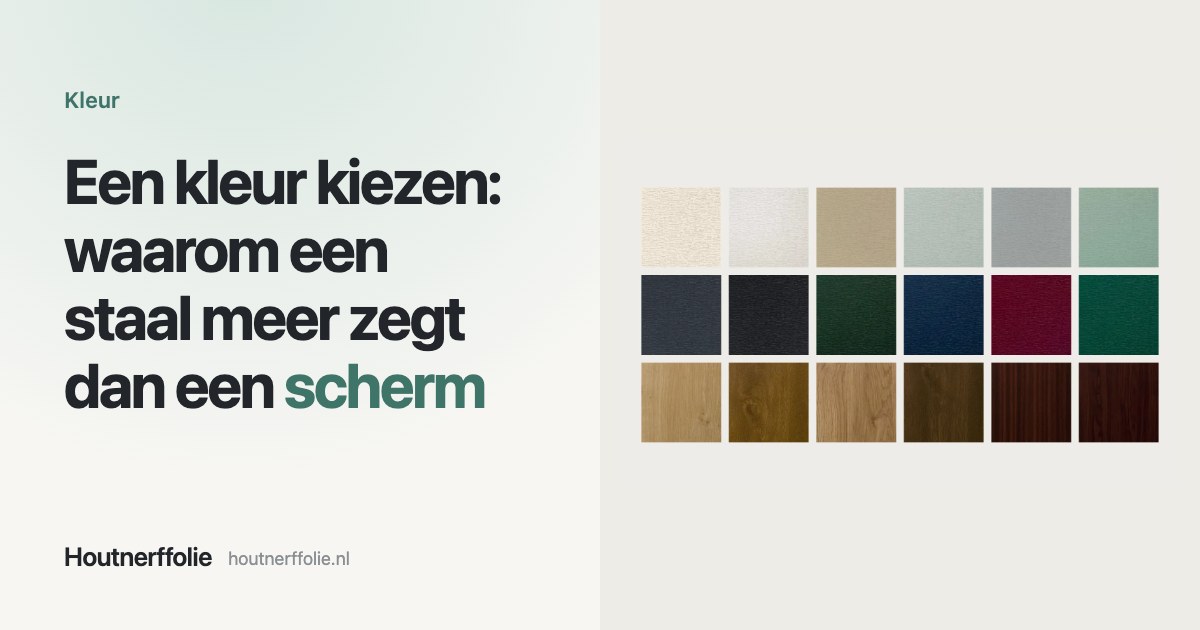 Kleur
Een kleur kiezen:
waarom een
staal meer zegt
dan een scherm
Houtnerffolie houtnerffolie.nl